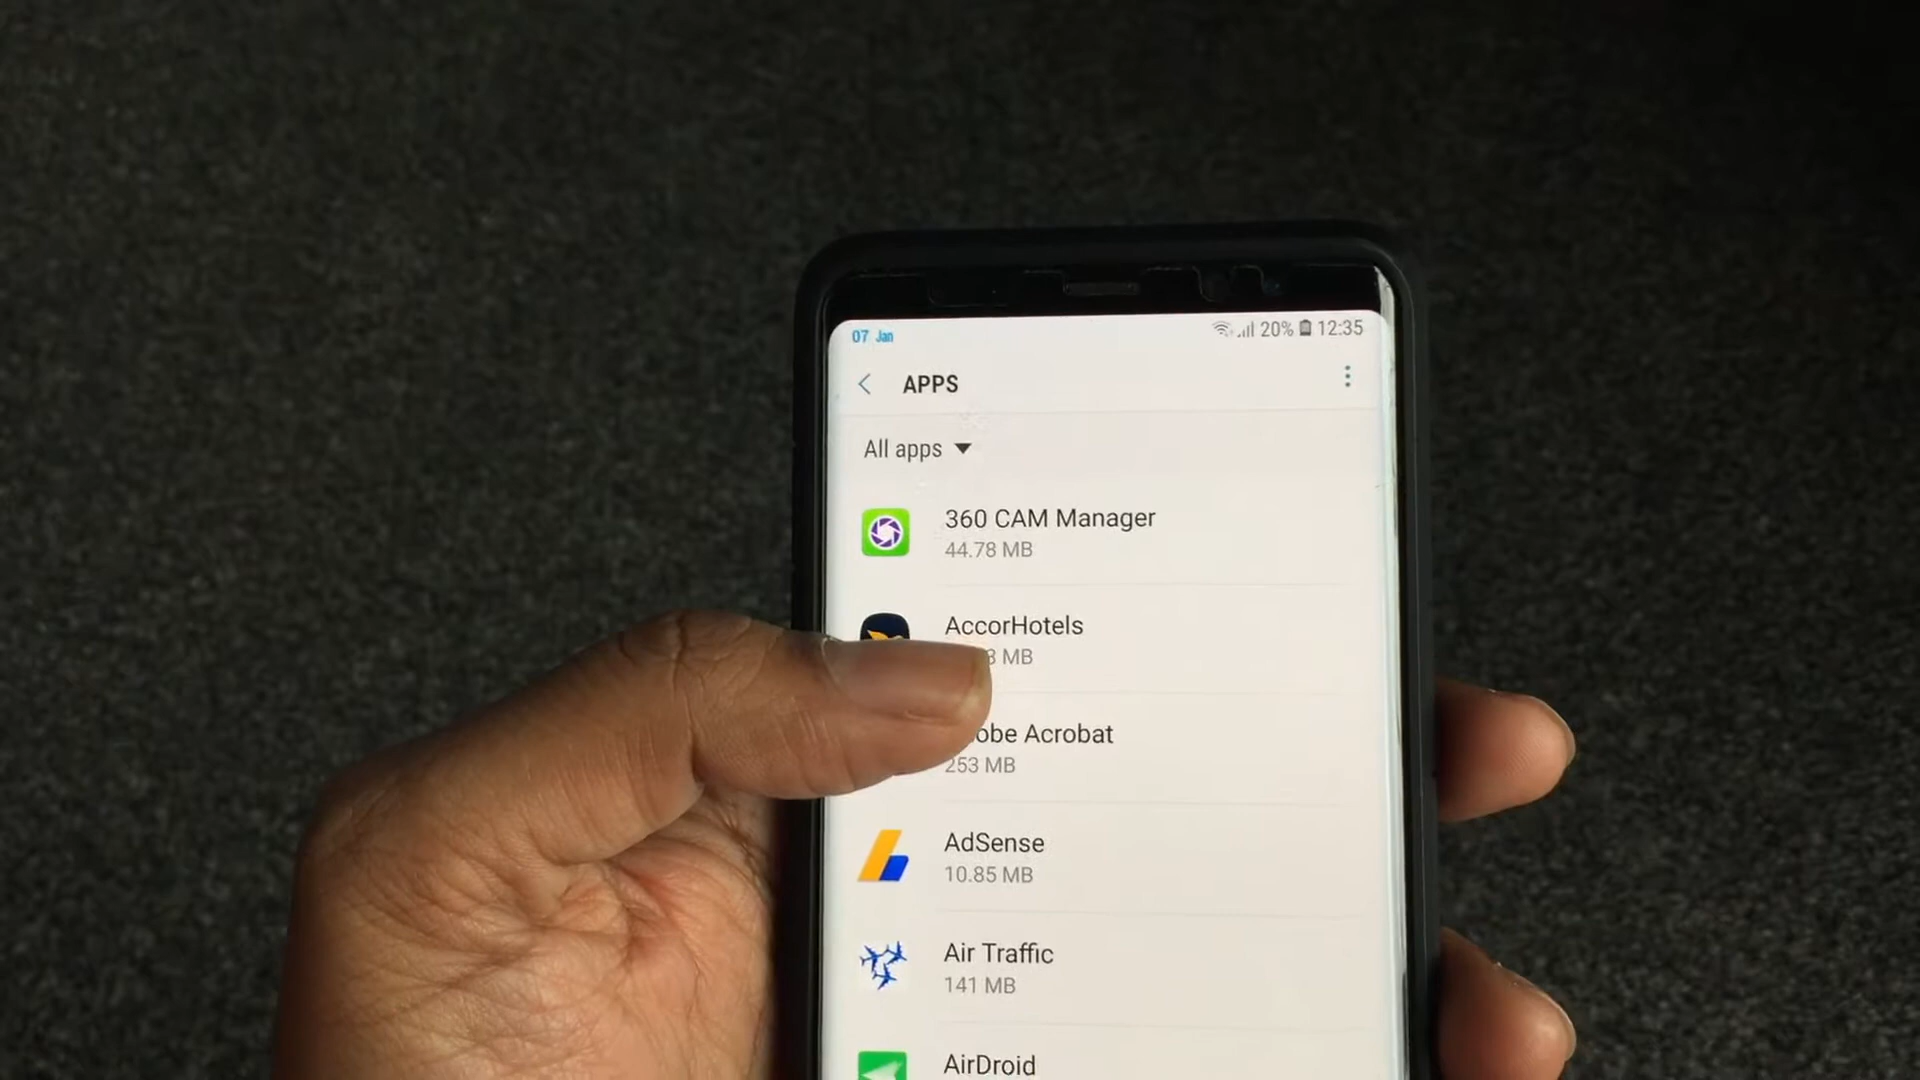 07 Jan 20% 12:35
APPS
All apps
360 CAM Manager
44.78 MB
AccorHotels
MB
Acrobat
253 MB
AdSense
10.85 MB
Air Traffic
141 MB
AirDroid